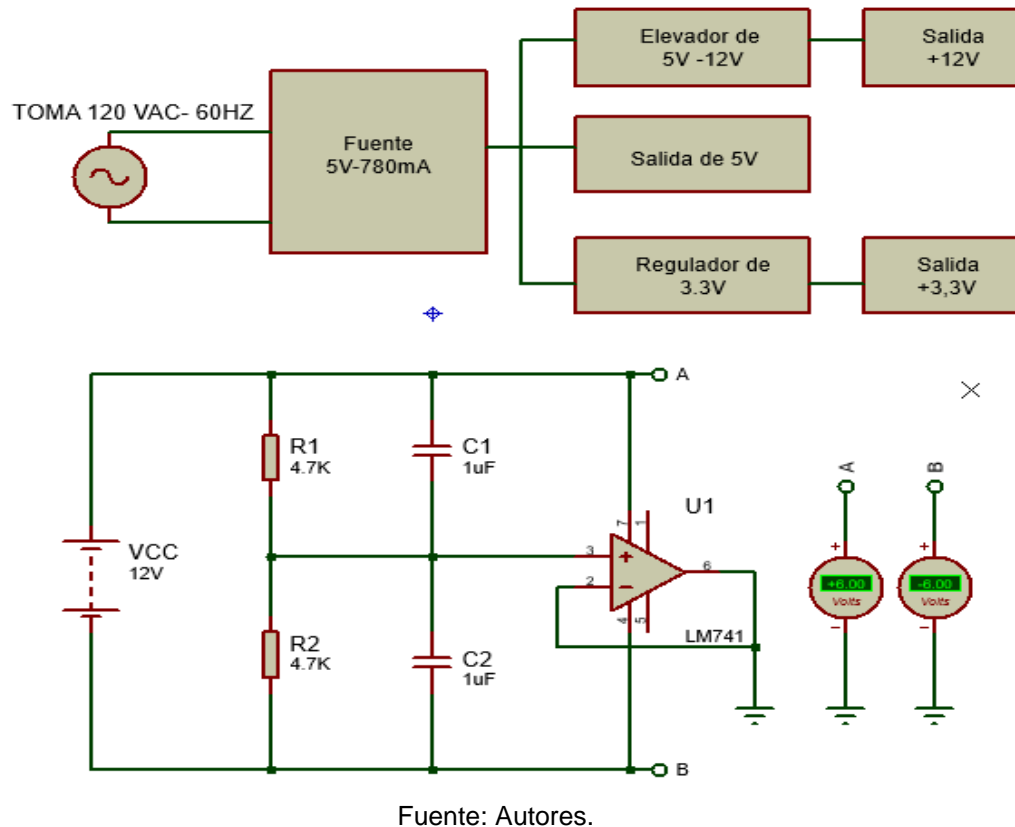 Elevador de
5V -12V
Salida
+12V
TOMA 120 VAC- 60HZ
Fuente
5V-780mA
Salida de 5V
Regulador de
3.3V
Salida
+3,3V
A
R1
4.7K
C1
1uF
U1
7
1
3
2
6
4
5
LM741
VCC
12V
R2
4.7K
C2
1uF
B
A
B
+
+6.00
Volts
+
-6.00
Volts
Fuente: Autores.